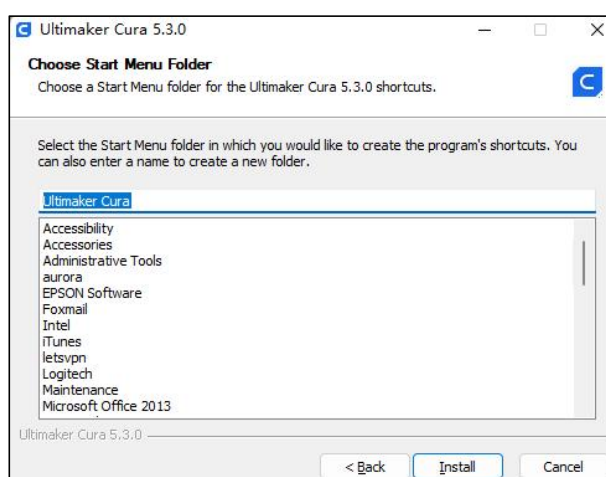 Ultimaker Cura 5.3.0
Choose Start Menu Folder
Choose a Start Menu folder for the Ultimaker Cura 5.3.0 shortcuts.
Select the Start Menu folder in which you would like to create the program's shortcuts. You
can also enter a name to create a new folder.
Ultimaker Cura
Accessibility
Accessories
Administrative Tools
aurora
EPSON Software
Foxmail
Intel
iTunes
letsvpn
Logitech
Maintenance
Microsoft Office 2013
Ultimaker Cura 5.3.0
< Back Install Cancel